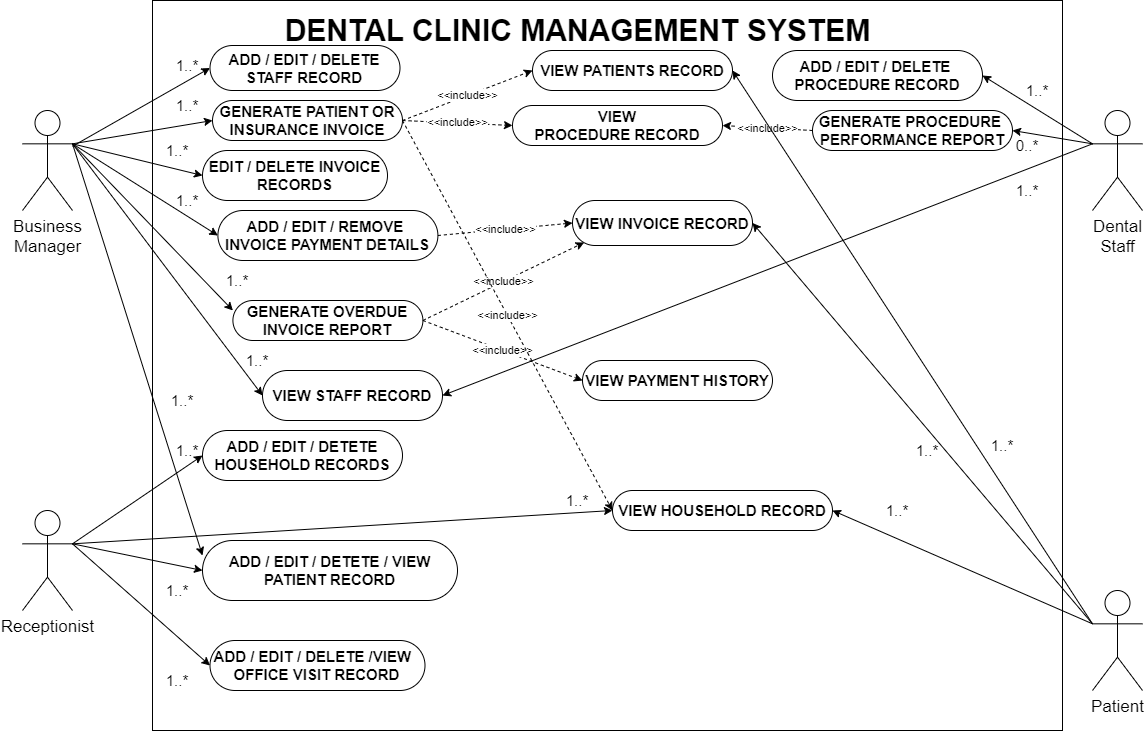 DENTAL CLINIC MANAGEMENT SYSTEM
Business
Manager
Receptionist
Dental
Staff
Patient
1..*
ADD / EDIT / DELETE
STAFF RECORD
1..*
GENERATE PATIENT OR
INSURANCE INVOICE
1..*
EDIT / DELETE INVOICE
RECORDS
1..*
ADD / EDIT / REMOVE
INVOICE PAYMENT DETAILS
1..*
GENERATE OVERDUE
INVOICE REPORT
1..*
VIEW STAFF RECORD
1..*
1..*
ADD / EDIT / DETETE
HOUSEHOLD RECORDS
ADD / EDIT / DETETE / VIEW
PATIENT RECORD
1..*
ADD / EDIT / DELETE /VIEW
OFFICE VISIT RECORD
1..*
<<include>>
<<include>>
<<include>>
<<include>>
<<include>>
<<include>>
<<include>>
VIEW PATIENTS RECORD
VIEW
PROCEDURE RECORD
VIEW INVOICE RECORD
VIEW PAYMENT HISTORY
1..*
VIEW HOUSEHOLD RECORD
ADD / EDIT / DELETE
PROCEDURE RECORD
1..*
GENERATE PROCEDURE
PERFORMANCE REPORT
0..*
1..*
1..*
1..*
1..*